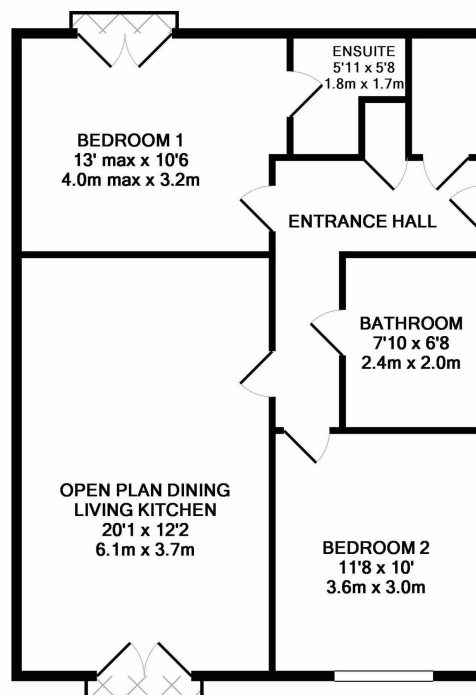 ENSUITE
5'11 x 5'8
1.8m x 1.7m
BEDROOM 1
13' max x 10'6
4.0m max x 3.2m
ENTRANCE HALL
BATHROOM
7'10 x 6'8
2.4m x 2.0m
OPEN PLAN DINING
LIVING KITCHEN
20'1 x 12'2
6.1m x 3.7m
BEDROOM 2
11'8 x 10'
3.6m x 3.0m